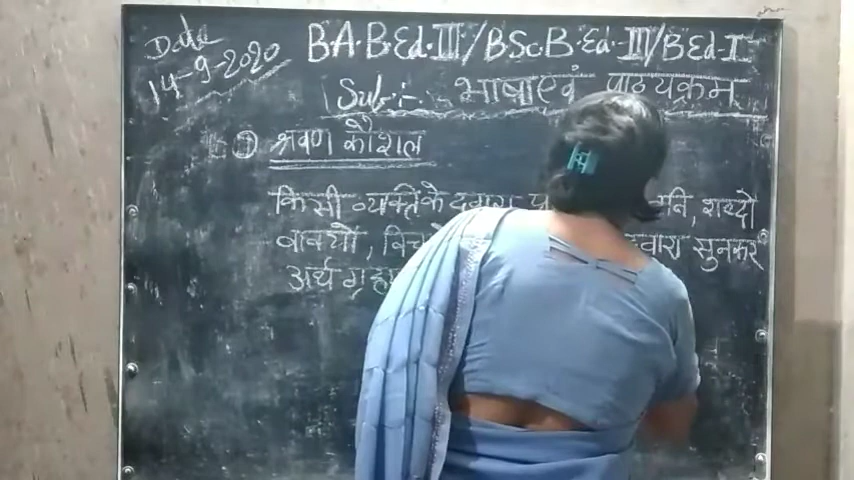 Date
14-9-2020
B.A. B.Ed. III / BSc. B.Ed. III / B.Ed-I
Sub :- भाषा एवं पाठ्यक्रम
① श्रवण कौशल
किसी व्यक्ति के द्वारा शब्दो
वाक्यो, द्वारा सुनकर
अर्थ